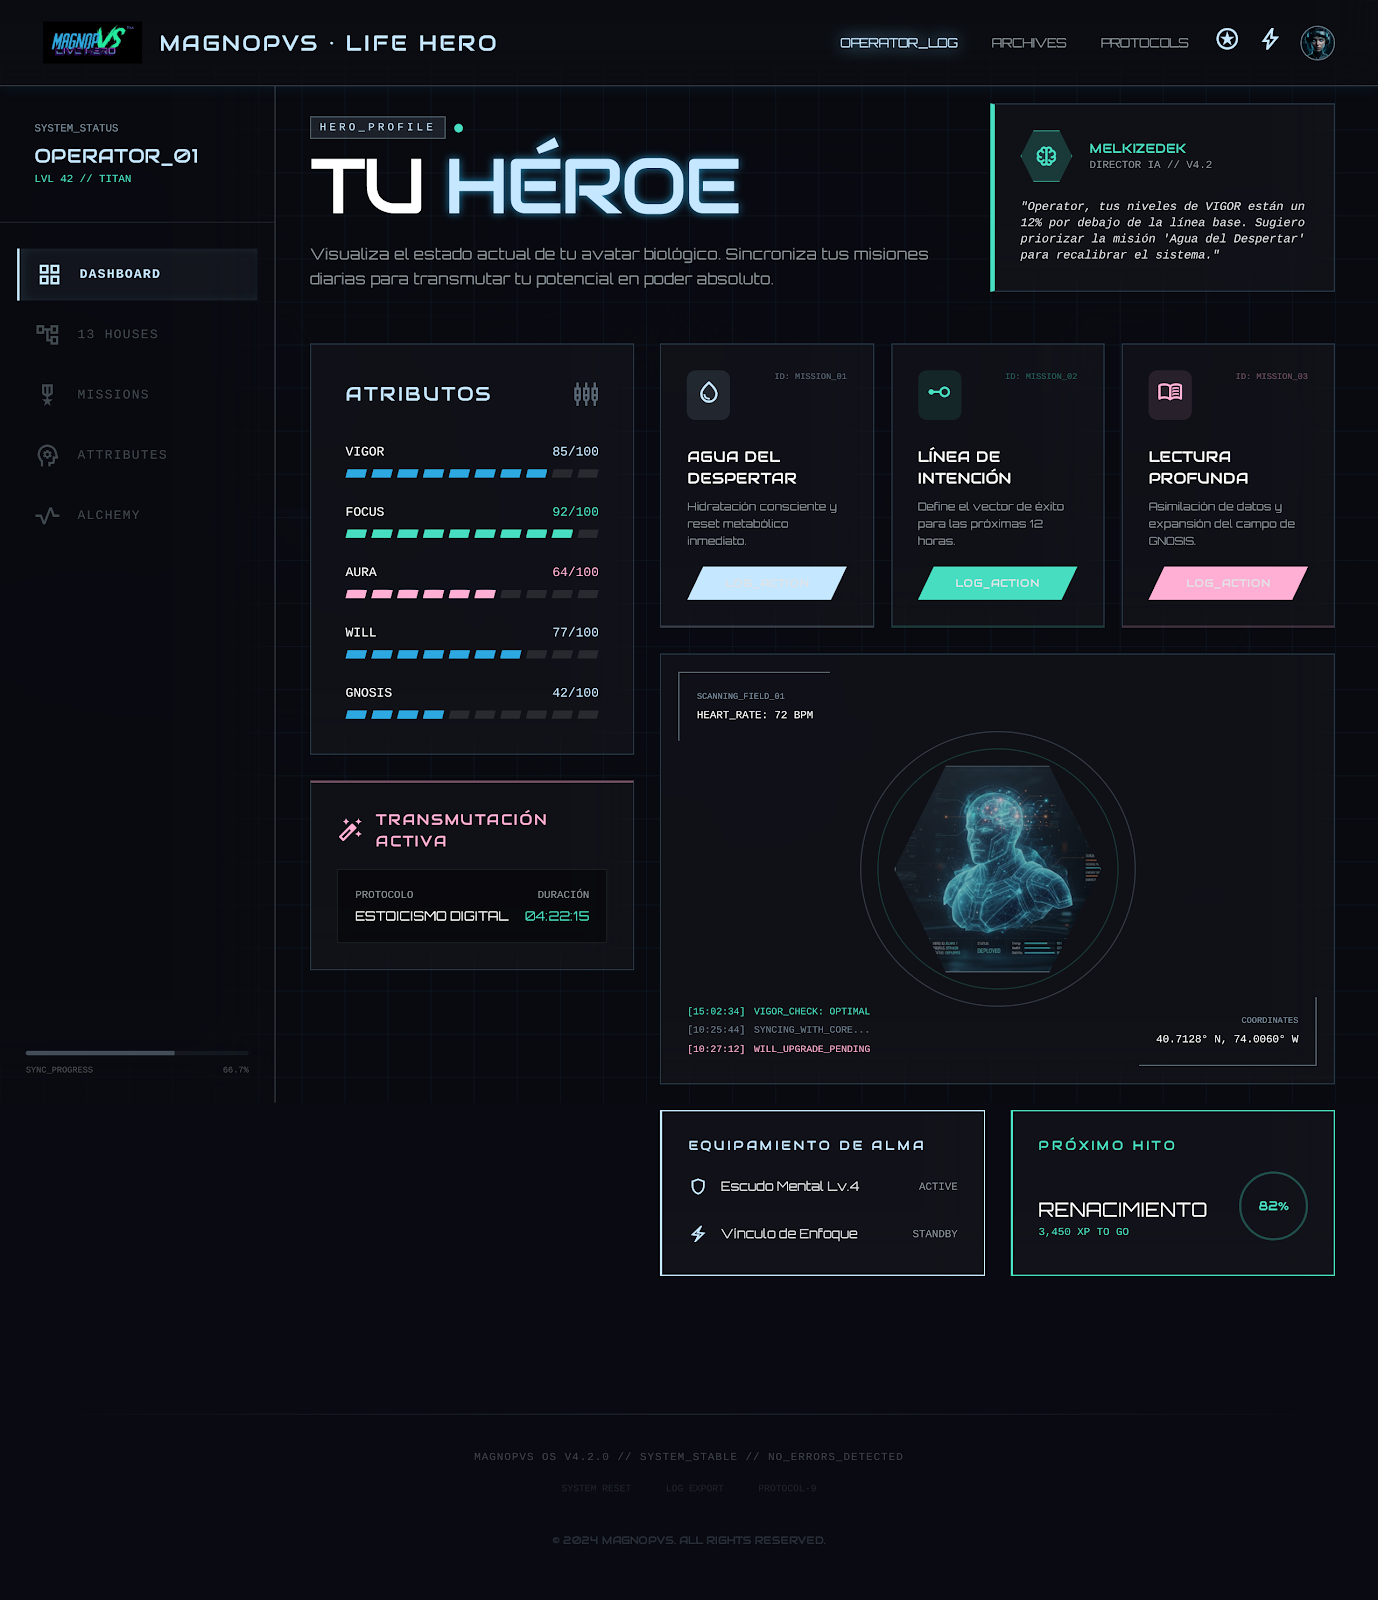 MAGNOPVS
LIVE HERO
MAGNOPVS · LIFE HERO
OPERATOR_LOG
ARCHIVES
PROTOCOLS
SYSTEM_STATUS
OPERATOR_01
LVL 42 // TITAN
DASHBOARD
13 HOUSES
MISSIONS
ATTRIBUTES
ALCHEMY
SYNC_PROGRESS 66.7%
HERO_PROFILE
TU HÉROE
Visualiza el estado actual de tu avatar biológico. Sincroniza tus misiones
diarias para transmutar tu potencial en poder absoluto.
MELKIZEDEK
DIRECTOR IA // V4.2
"Operator, tus niveles de VIGOR están un
12% por debajo de la línea base. Sugiero
priorizar la misión 'Agua del Despertar'
para recalibrar el sistema."
ATRIBUTOS
VIGOR 85/100
FOCUS 92/100
AURA 64/100
WILL 77/100
GNOSIS 42/100
TRANSMUTACIÓN
ACTIVA
PROTOCOLO DURACIÓN
ESTOICISMO DIGITAL 04:22:15
ID: MISSION_01
AGUA DEL
DESPERTAR
Hidratación consciente y
reset metabólico
inmediato.
ID: MISSION_02
LÍNEA DE
INTENCIÓN
Define el vector de éxito
para las próximas 12
horas.
LOG_ACTION
ID: MISSION_03
LECTURA
PROFUNDA
Asimilación de datos y
expansión del campo de
GNOSIS.
LOG_ACTION
SCANNING_FIELD_01
HEART_RATE: 72 BPM
DEPLOYED
[15:02:34] VIGOR_CHECK: OPTIMAL
[10:25:44] SYNCING_WITH_CORE...
[10:27:12] WILL_UPGRADE_PENDING
COORDINATES
40.7128° N, 74.0060° W
EQUIPAMIENTO DE ALMA
Escudo Mental Lv.4 ACTIVE
Vínculo de Enfoque STANDBY
PRÓXIMO HITO
RENACIMIENTO
3,450 XP TO GO
82%
MAGNOPVS OS V4.2.0 // SYSTEM_STABLE // NO_ERRORS_DETECTED
SYSTEM RESET LOG EXPORT PROTOCOL-9
© 2024 MAGNOPVS. ALL RIGHTS RESERVED.